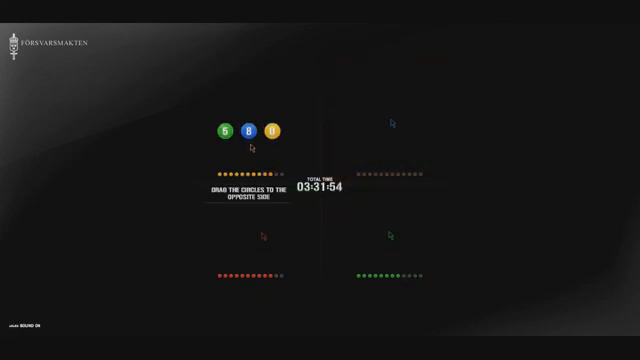 FÖRSVARSMAKTEN
5 8 0
TOTAL TIME
03:31:54
DRAG THE CIRCLES TO THE
OPPOSITE SIDE
SOUND ON